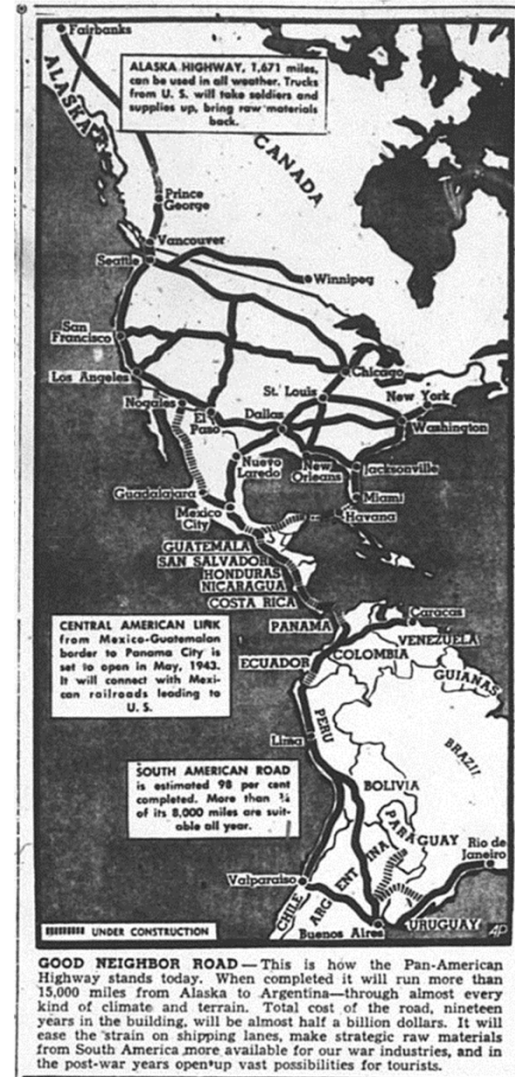 Fairbanks
ALASKA HIGHWAY, 1,671 miles,
can be used in all weather. Trucks
from U. S. will take soldiers and
supplies up, bring raw materials
back.
ALASKA
CANADA
Prince
George
Vancouver
Seattle
Winnipeg
San
Francisco
Chicago
Los Angeles
St. Louis
New York
Nogales
El
Paso
Dallas
Washington
Nuevo
Laredo
New
Orleans
Jacksonville
Guadalajara
Miami
Mexico
City
Havana
GUATEMALA
SAN SALVADOR
HONDURAS
NICARAGUA
COSTA RICA
Caracas
CENTRAL AMERICAN LINK
from Mexico-Guatemalan
border to Panama City is
set to open in May, 1943.
It will connect with Mexi-
can railroads leading to
U. S.
PANAMA
VENEZUELA
COLOMBIA
ECUADOR
GUIANAS
PERU
Lima
BRAZIL
SOUTH AMERICAN ROAD
is estimated 98 per cent
completed. More than ¾
of its 8,000 miles are suit-
able all year.
BOLIVIA
PARAGUAY
Rio de
Janeiro
Valparaiso
CHILE
ARGENTINA
URUGUAY
Buenos Aires
UNDER CONSTRUCTION
AP
GOOD NEIGHBOR ROAD — This is how the Pan-American
Highway stands today. When completed it will run more than
15,000 miles from Alaska to Argentina—through almost every
kind of climate and terrain. Total cost of the road, nineteen
years in the building, will be almost half a billion dollars. It will
ease the strain on shipping lanes, make strategic raw materials
from South America more available for our war industries, and in
the post-war years open up vast possibilities for tourists.